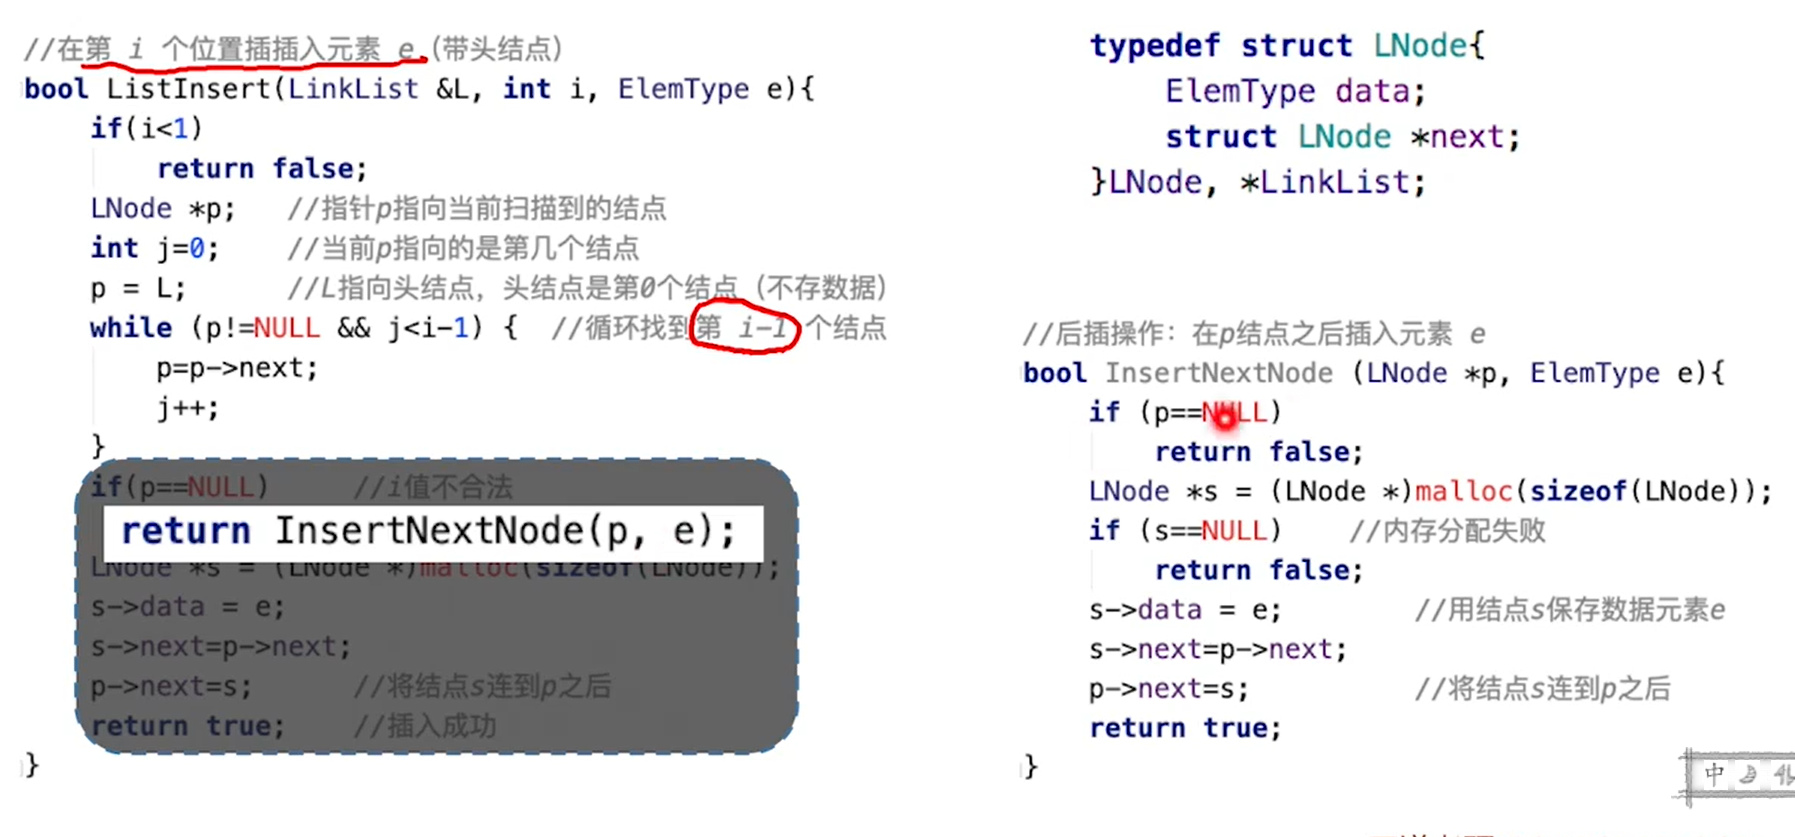 //在第 i 个位置插插入元素 e (带头结点)
bool ListInsert(LinkList &L, int i, ElemType e){
if(i<1)
return false;
LNode *p; //指针p指向当前扫描到的结点
int j=0; //当前p指向的是第几个结点
p = L; //L指向头结点，头结点是第0个结点（不存数据）
while (p!=NULL && j<i-1) { //循环找到第 i-1 个结点
p=p->next;
j++;
}
if(p==NULL) //i值不合法
return InsertNextNode(p, e);
LNode *s = (LNode *)malloc(sizeof(LNode));
s->data = e;
s->next=p->next;
p->next=s; //将结点s连到p之后
return true; //插入成功
}
typedef struct LNode{
ElemType data;
struct LNode *next;
}LNode, *LinkList;
//后插操作：在p结点之后插入元素 e
bool InsertNextNode (LNode *p, ElemType e){
if (p==NULL)
return false;
LNode *s = (LNode *)malloc(sizeof(LNode));
if (s==NULL) //内存分配失败
return false;
s->data = e; //用结点s保存数据元素e
s->next=p->next;
p->next=s; //将结点s连到p之后
return true;
}
中